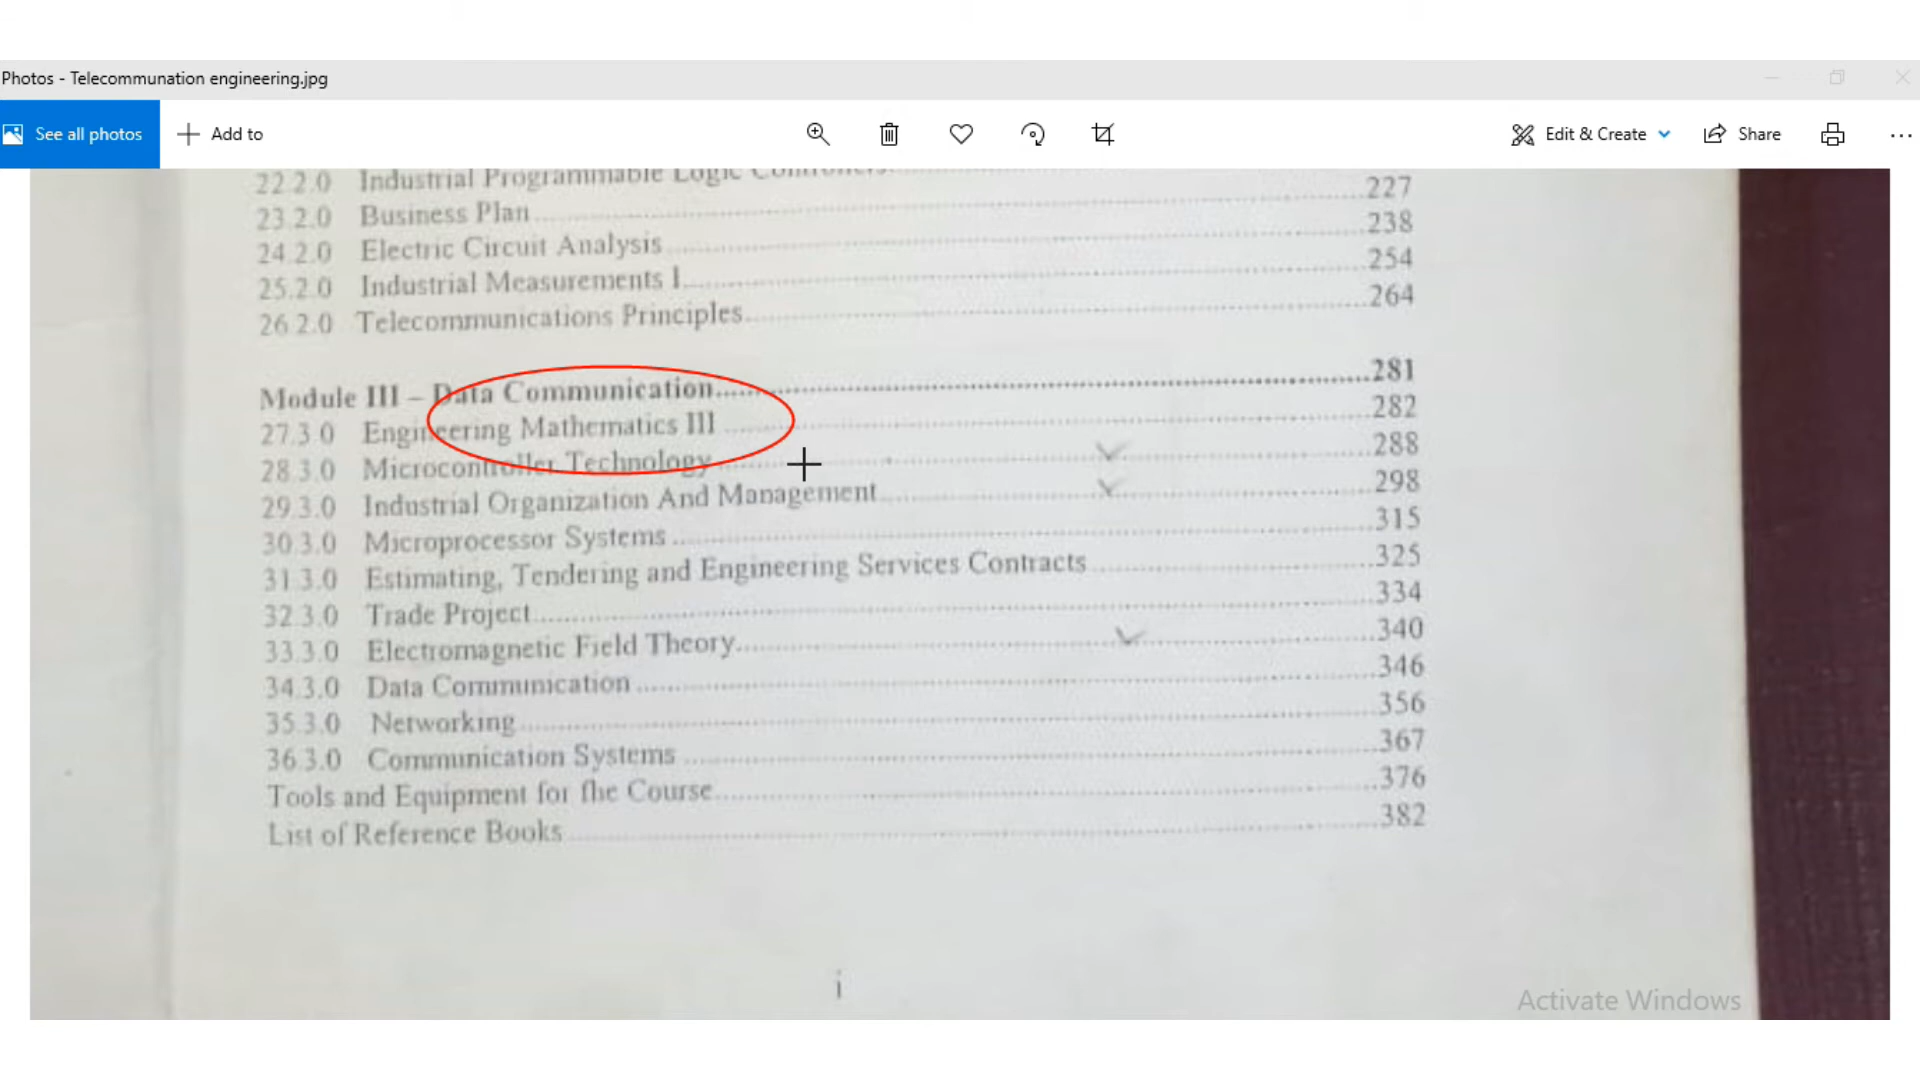 Photos - Telecommunation engineering.jpg
See all photos
Add to
Edit & Create
Share
22.2.0 Industrial Programmable Logic Controllers
23.2.0 Business Plan 227
24.2.0 Electric Circuit Analysis 238
25.2.0 Industrial Measurements I 254
26.2.0 Telecommunications Principles 264
Module III – Data Communication 281
27.3.0 Engineering Mathematics III 282
28.3.0 Microcontroller Technology 288
29.3.0 Industrial Organization And Management 298
30.3.0 Microprocessor Systems 315
31.3.0 Estimating, Tendering and Engineering Services Contracts 325
32.3.0 Trade Project 334
33.3.0 Electromagnetic Field Theory 340
34.3.0 Data Communication 346
35.3.0 Networking 356
36.3.0 Communication Systems 367
Tools and Equipment for the Course 376
List of Reference Books 382
i
Activate Windows